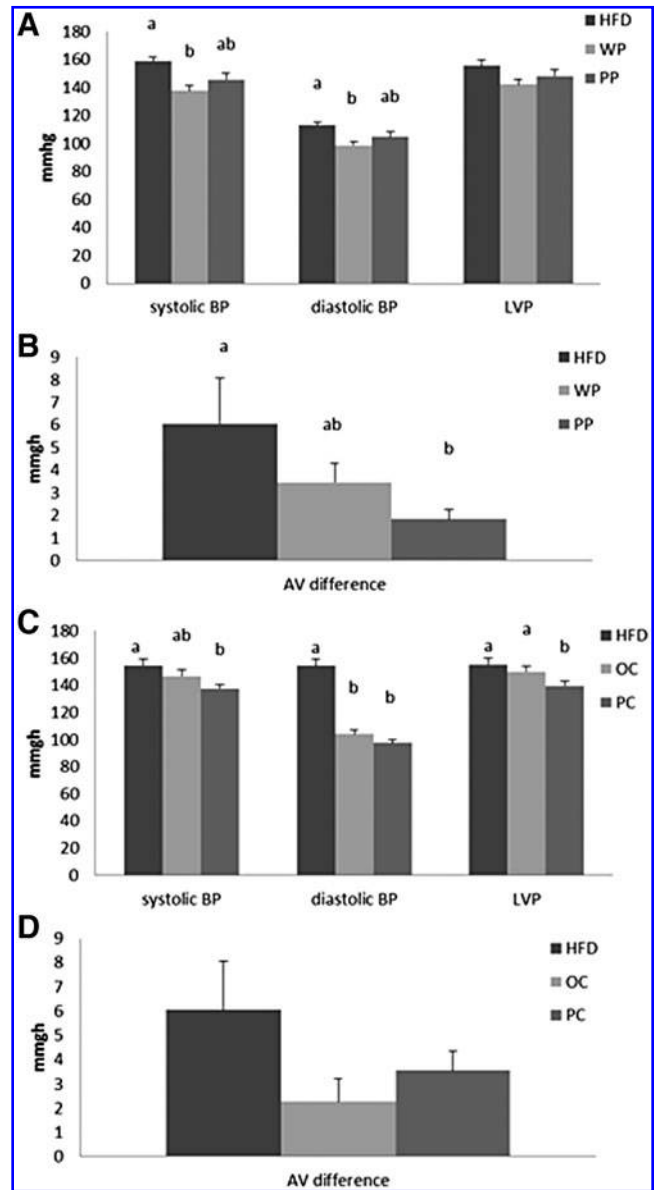 A
180
160
140
120
100
80
60
40
20
0
mmhg
a
b
ab
a
b
ab
HFD
WP
PP
systolic BP
diastolic BP
LVP
B
9
8
7
6
5
4
3
2
1
0
mmgh
a
ab
b
HFD
WP
PP
AV difference
C
180
160
140
120
100
80
60
40
20
0
mmgh
a
ab
b
a
b
b
a
a
b
HFD
OC
PC
systolic BP
diastolic BP
LVP
D
9
8
7
6
5
4
3
2
1
0
mmgh
HFD
OC
PC
AV difference